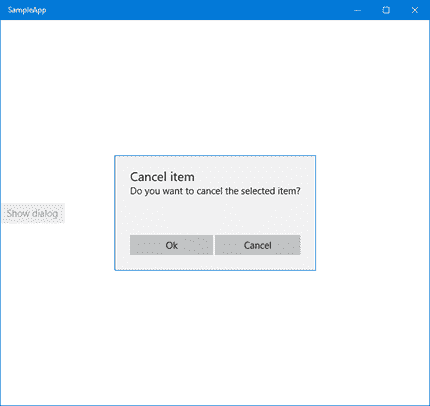 SampleApp
Cancel item
Do you want to cancel the selected item?
Show dialog
Ok Cancel